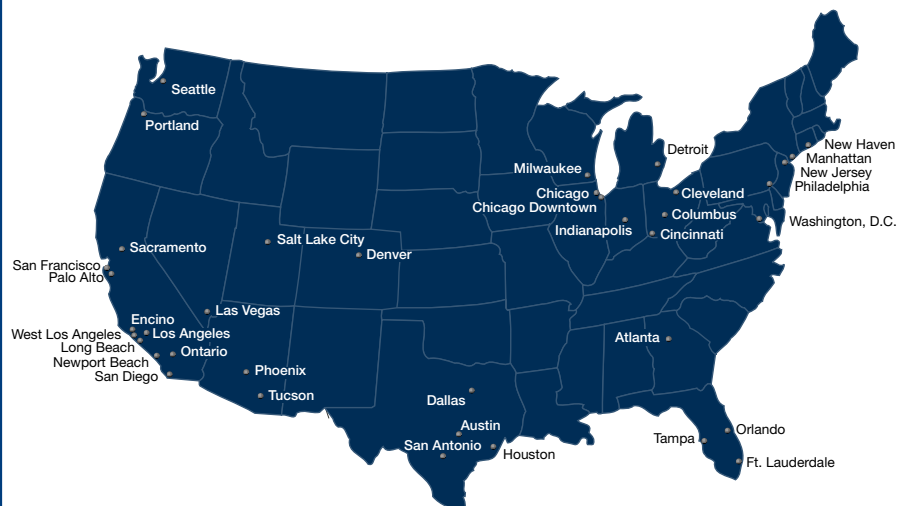 Seattle
Portland
Detroit
New Haven
Manhattan
New Jersey
Philadelphia
Milwaukee
Chicago
Chicago Downtown
Cleveland
Columbus
Washington, D.C.
Indianapolis
Cincinnati
Sacramento
Salt Lake City
Denver
San Francisco
Palo Alto
Las Vegas
Encino
West Los Angeles
Los Angeles
Long Beach
Ontario
Newport Beach
San Diego
Phoenix
Tucson
Atlanta
Dallas
Austin
San Antonio
Houston
Tampa
Orlando
Ft. Lauderdale